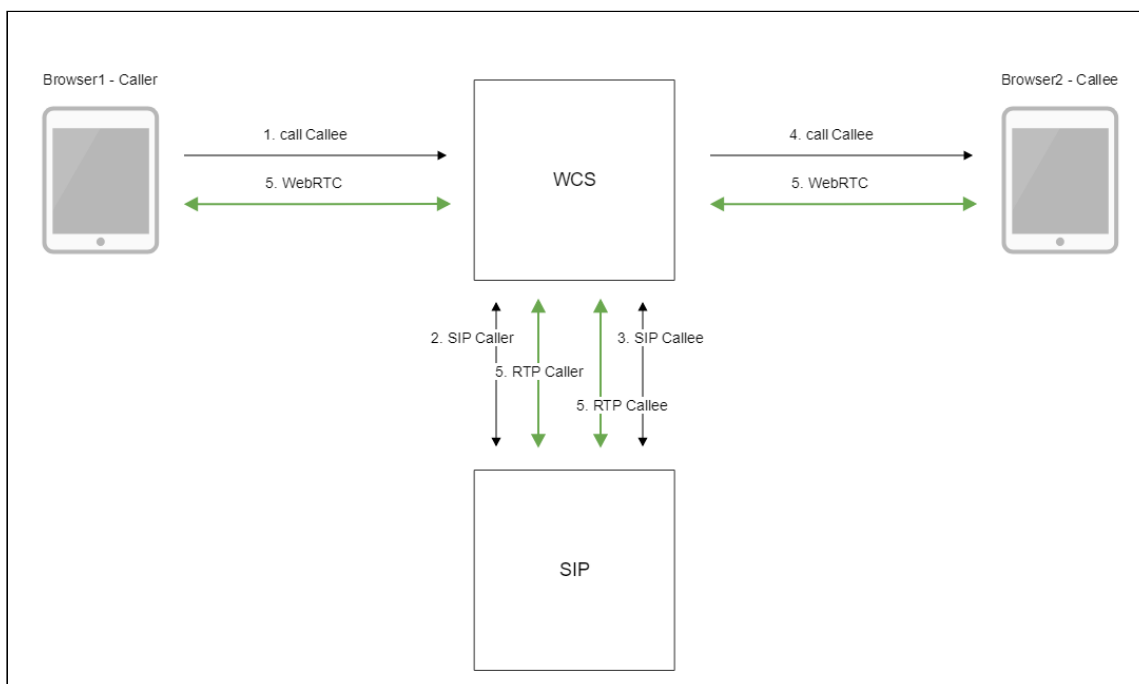 Browser1 - Caller
Browser2 - Callee
1. call Callee
4. call Callee
5. WebRTC
WCS
5. WebRTC
2. SIP Caller
3. SIP Callee
5. RTP Caller
5. RTP Callee
SIP